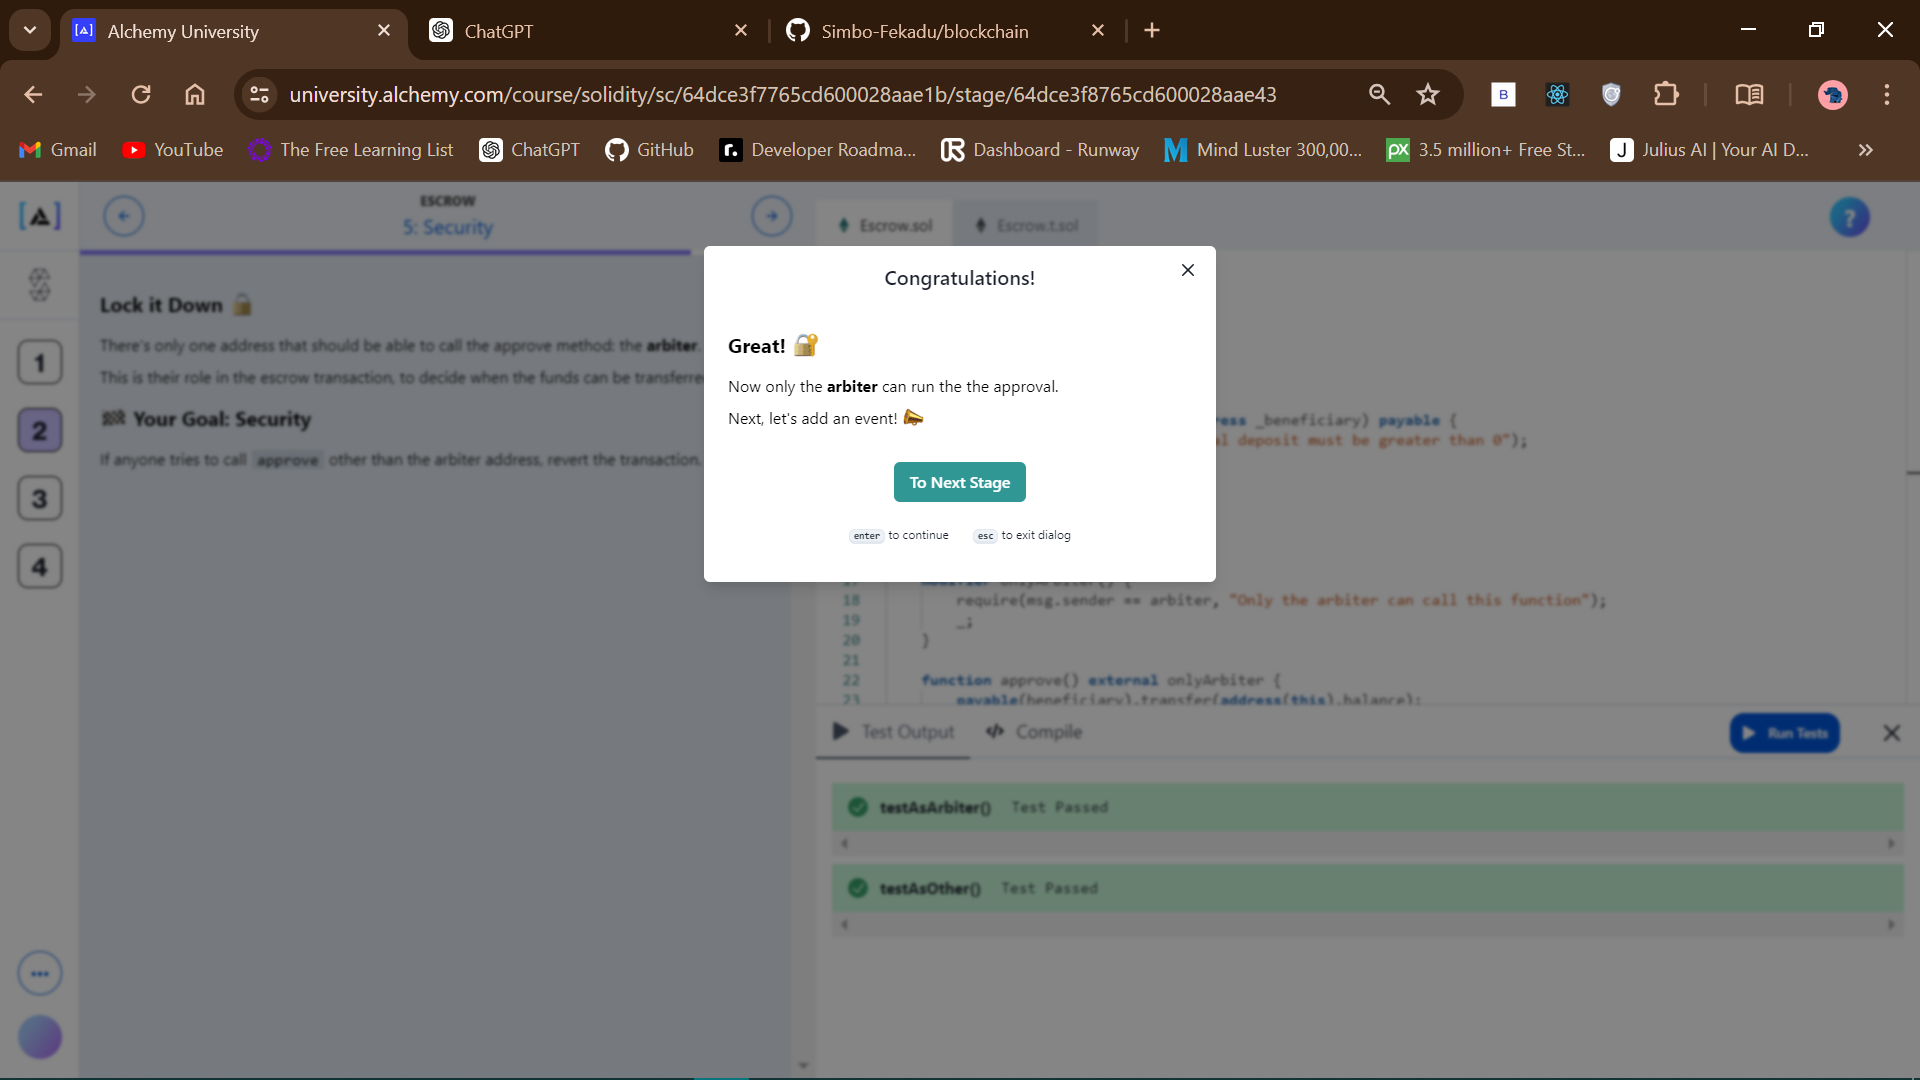 Alchemy University
ChatGPT
Simbo-Fekadu/blockchain
university.alchemy.com/course/solidity/sc/64dce3f7765cd600028aae1b/stage/64dce3f8765cd600028aae43
B
Gmail
YouTube
The Free Learning List
ChatGPT
GitHub
Developer Roadma...
Dashboard - Runway
Mind Luster 300,00...
3.5 million+ Free St...
Julius AI | Your AI D...
ESCROW
5: Security
Escrow.sol
Escrow.t.sol
?
1
2
3
4
Lock it Down
There's only one address that should be able to call the approve method: the arbiter.
This is their role in the escrow transaction, to decide when the funds can be transferre
Your Goal: Security
If anyone tries to call approve other than the arbiter address, revert the transaction.
Congratulations!
Great!
Now only the arbiter can run the the approval.
Next, let's add an event!
To Next Stage
enter to continue
esc to exit dialog
ress _beneficiary) payable {
l deposit must be greater than 0");
18 require(msg.sender == arbiter, "Only the arbiter can call this function");
19 _;
20 }
21
22 function approve() external onlyArbiter {
23 payable(beneficiary).transfer(address(this).balance);
Test Output
Compile
Run Tests
testAsArbiter() Test Passed
testAsOther() Test Passed